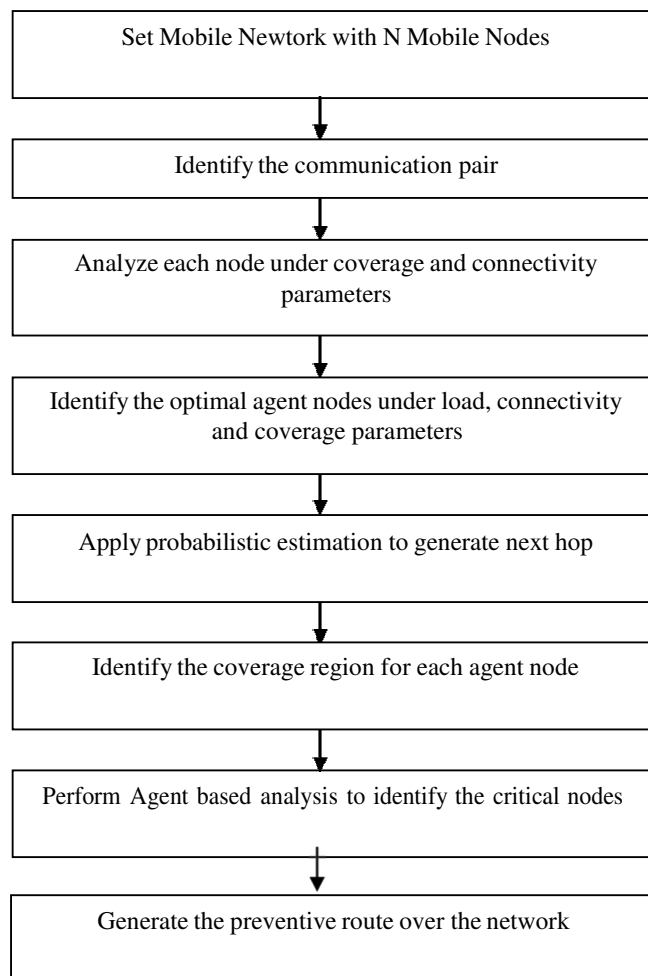 Set Mobile Newtork with N Mobile Nodes
Identify the communication pair
Analyze each node under coverage and connectivity
parameters
Identify the optimal agent nodes under load, connectivity
and coverage parameters
Apply probabilistic estimation to generate next hop
Identify the coverage region for each agent node
Perform Agent based analysis to identify the critical nodes
Generate the preventive route over the network